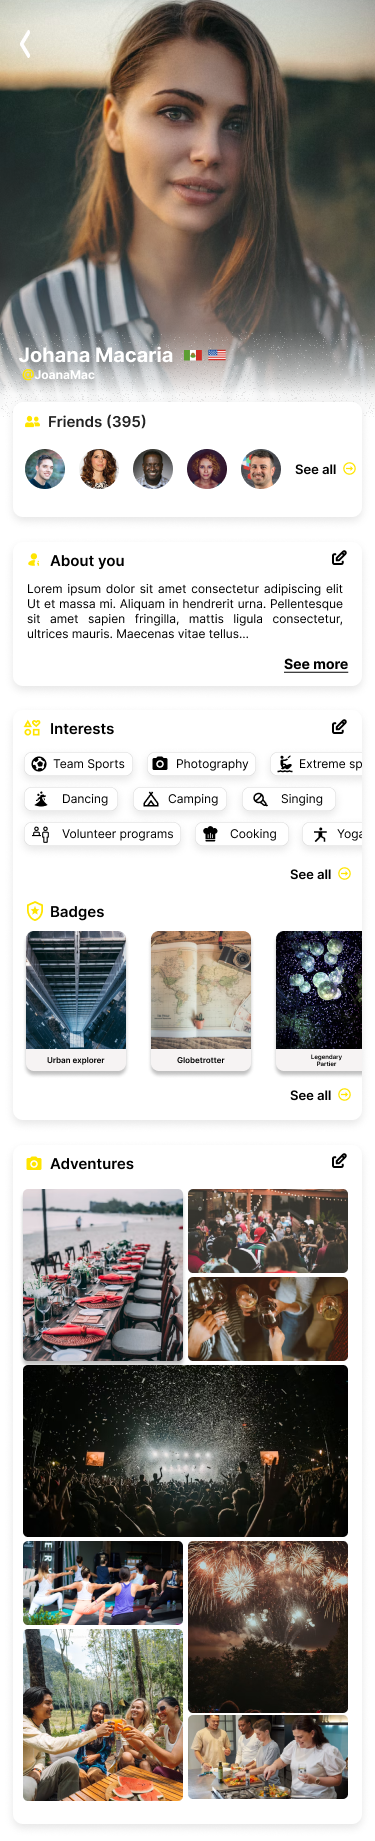 Johana Macaria
@JoanaMac
Friends (395)
See all
About you
Lorem ipsum dolor sit amet consectetur adipiscing elit
Ut et massa mi. Aliquam in hendrerit urna. Pellentesque
sit amet sapien fringilla, mattis ligula consectetur,
ultrices mauris. Maecenas vitae tellus...
See more
Interests
Team Sports
Photography
Extreme sp
Dancing
Camping
Singing
Volunteer programs
Cooking
Yoga
See all
Badges
Urban explorer
Globetrotter
Legendary
Partier
See all
Adventures